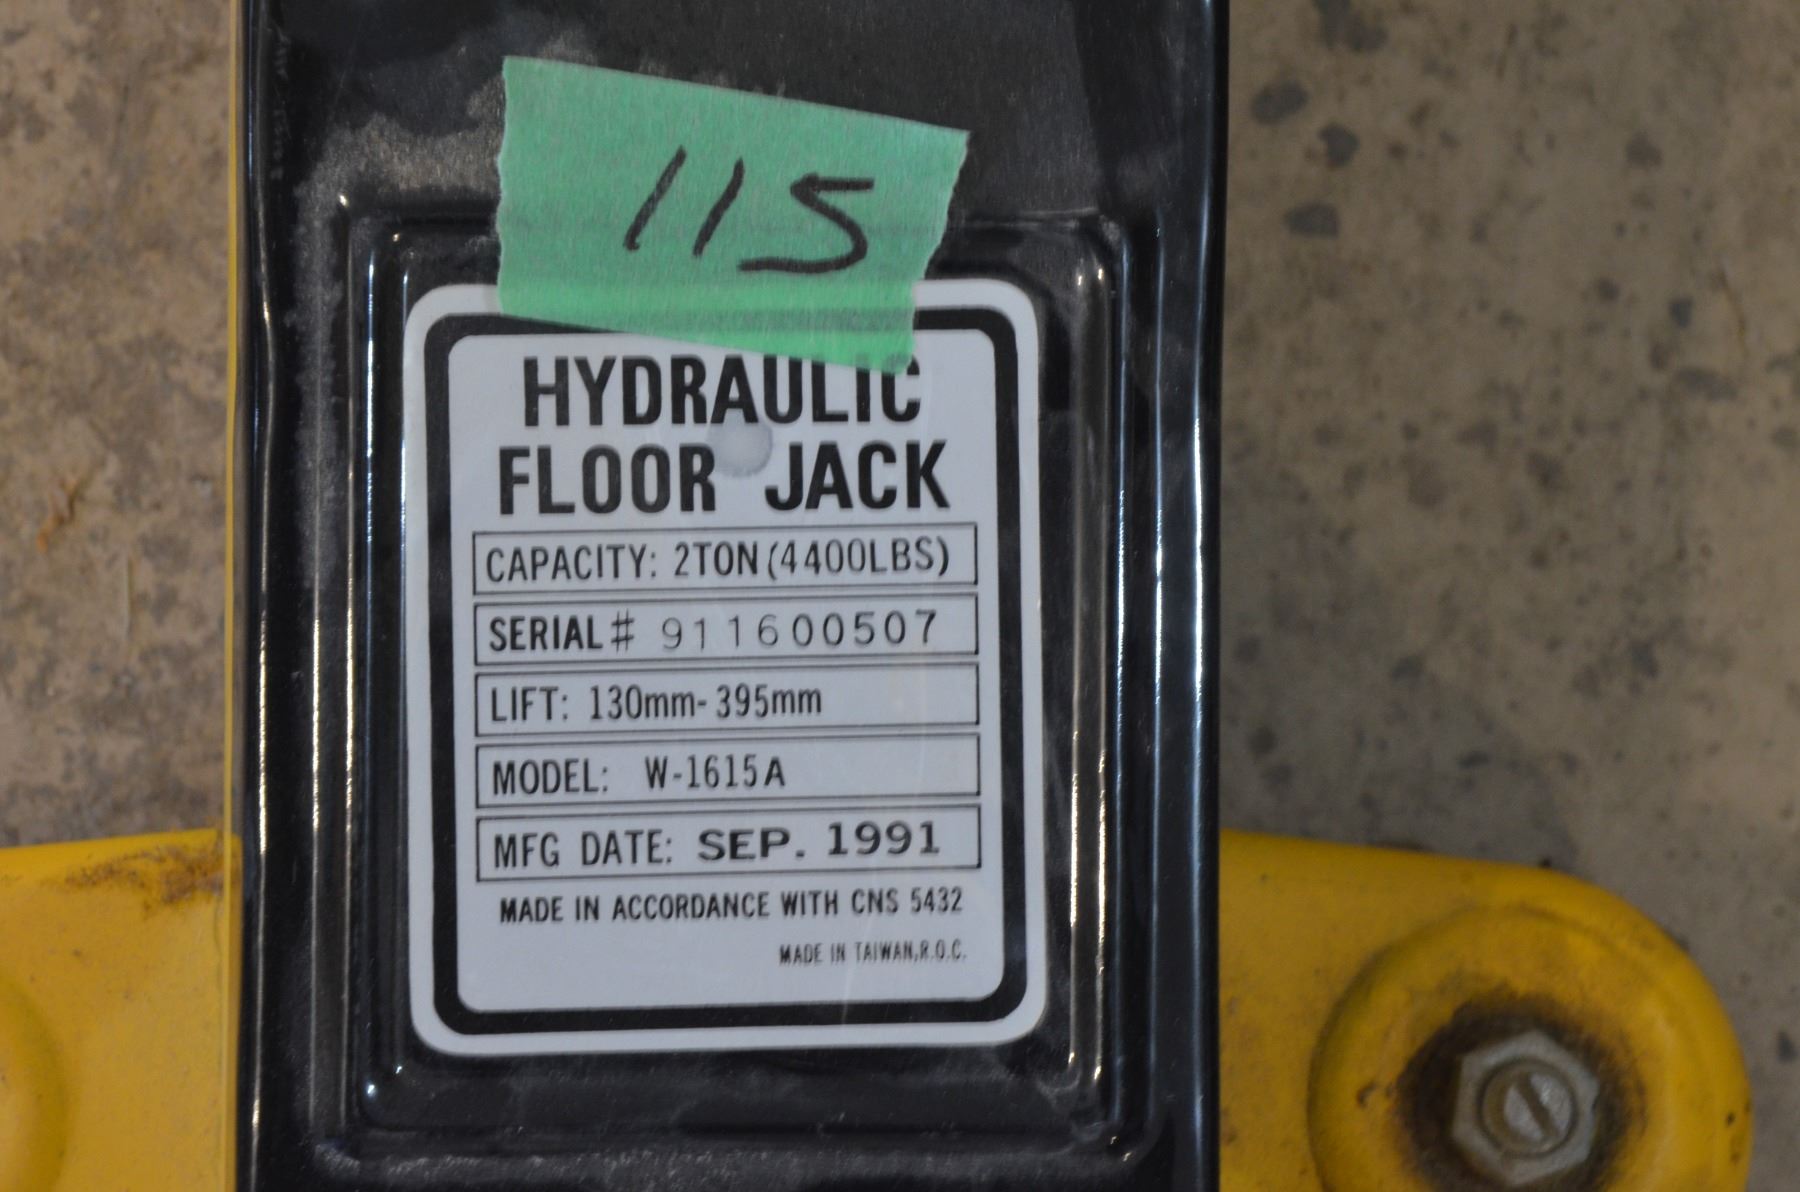 115
HYDRAULIC
FLOOR JACK
CAPACITY: 2TON (4400LBS)
SERIAL# 911600507
LIFT: 130mm-395mm
MODEL: W-1615A
MFG DATE: SEP. 1991
MADE IN ACCORDANCE WITH CNS 5432
MADE IN TAIWAN,R.O.C.